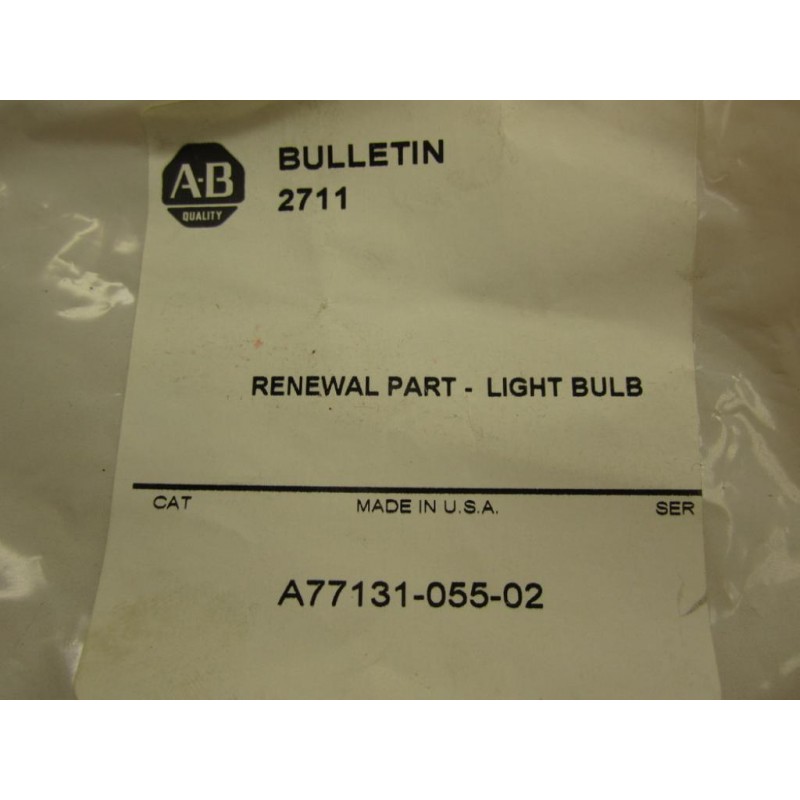 A-B
QUALITY
BULLETIN
2711
RENEWAL PART - LIGHT BULB
CAT MADE IN U.S.A. SER
A77131-055-02